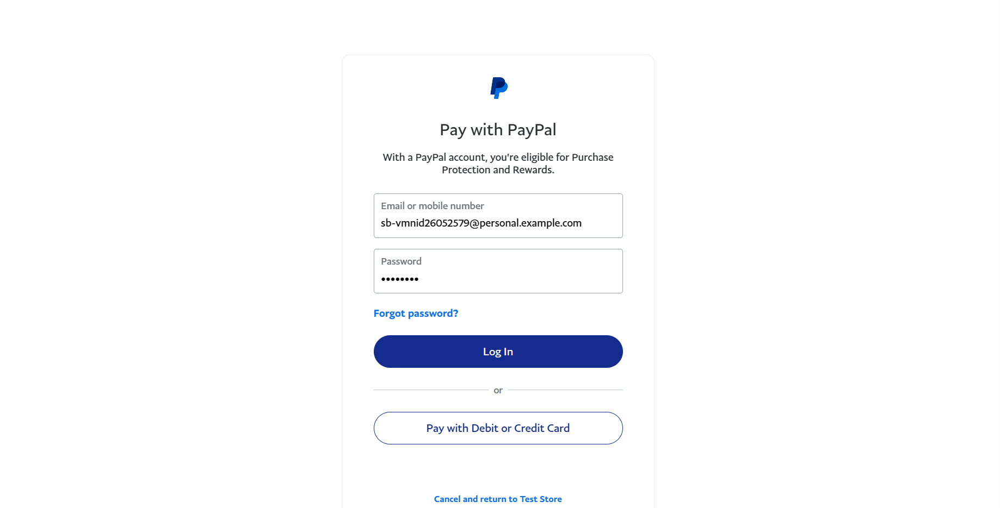 Pay with PayPal
With a PayPal account, you're eligible for Purchase
Protection and Rewards.
Email or mobile number
sb-vmnid26052579@personal.example.com
Password
••••••••
Forgot password?
Log In
or
Pay with Debit or Credit Card
Cancel and return to Test Store